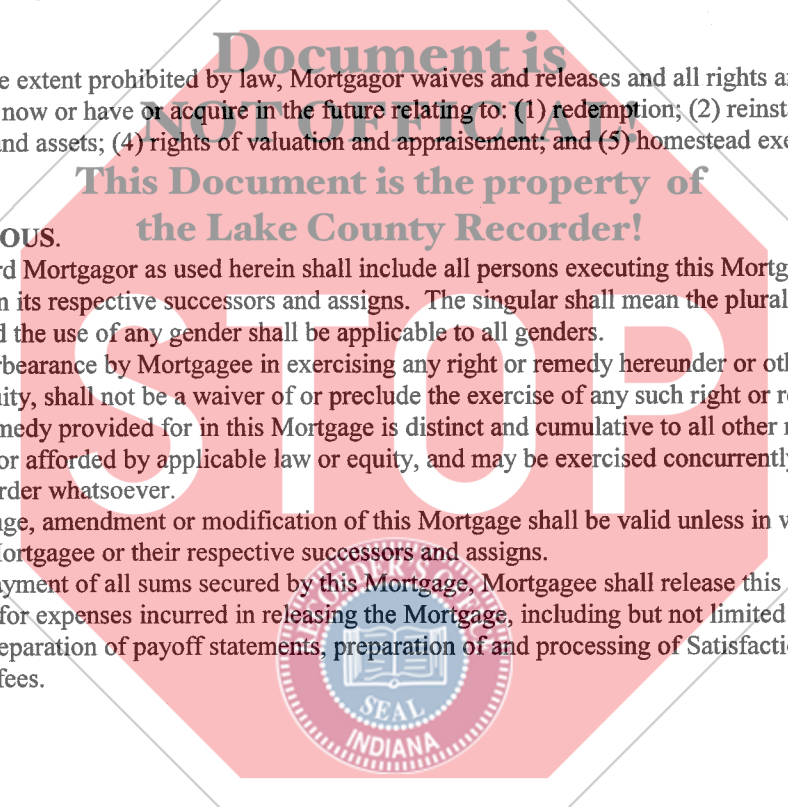 Document is
NOT OFFICIAL!
This Document is the property of
the Lake County Recorder!
STOP
e extent prohibited by law, Mortgagor waives and releases and all rights a
now or have or acquire in the future relating to: (1) redemption; (2) reinst
and assets; (4) rights of valuation and appraisement; and (5) homestead exe
OUS.
rd Mortgagor as used herein shall include all persons executing this Mortg
n its respective successors and assigns. The singular shall mean the plural
d the use of any gender shall be applicable to all genders.
rbearance by Mortgagee in exercising any right or remedy hereunder or oth
uity, shall not be a waiver of or preclude the exercise of any such right or r
medy provided for in this Mortgage is distinct and cumulative to all other r
or afforded by applicable law or equity, and may be exercised concurrently
rder whatsoever.
nge, amendment or modification of this Mortgage shall be valid unless in w
Mortgagee or their respective successors and assigns.
ayment of all sums secured by this Mortgage, Mortgagee shall release this
for expenses incurred in releasing the Mortgage, including but not limited
eparation of payoff statements, preparation of and processing of Satisfacti
fees.
SEAL
INDIANA